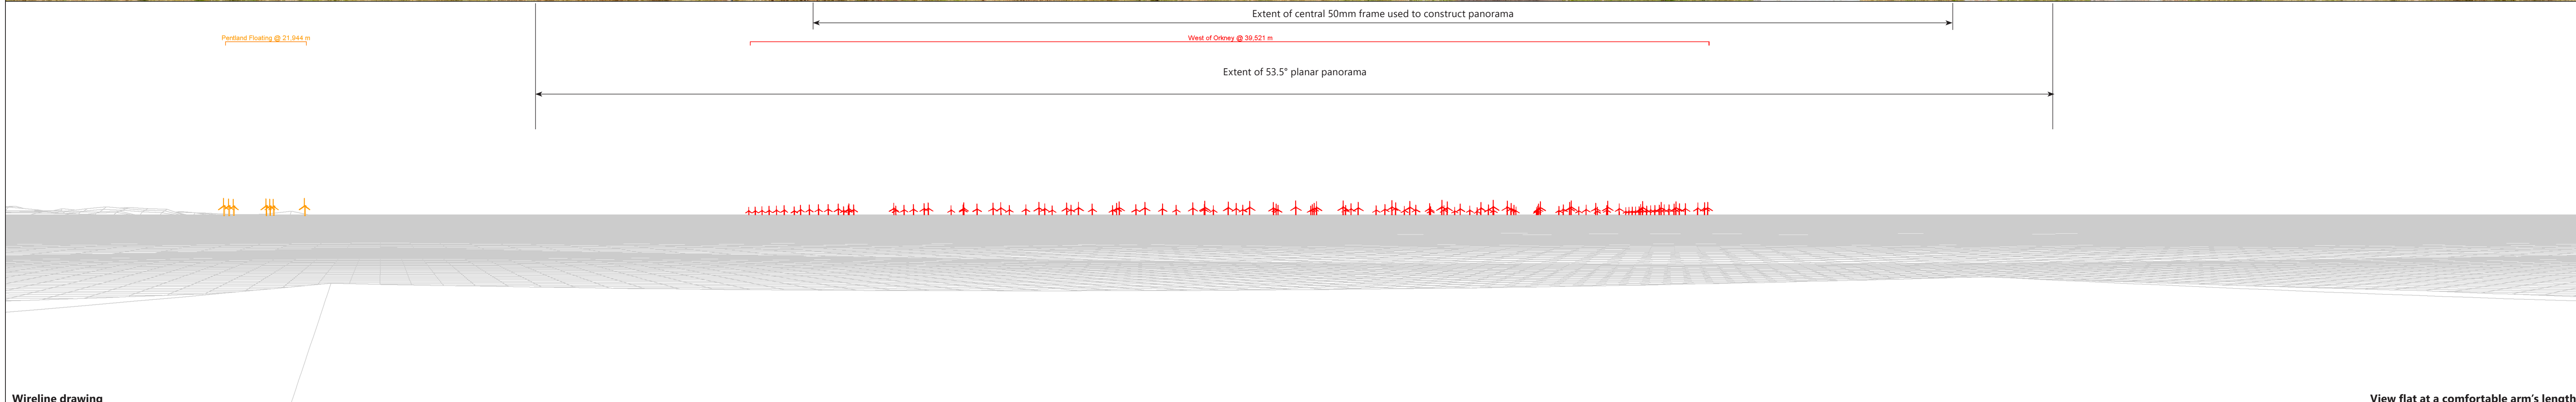 Extent of central 50mm frame used to construct panorama
Pentland Floating @ 21,944 m
West of Orkney @ 39,521 m
Extent of 53.5° planar panorama
Wireline drawing
View flat at a comfortable arm's length